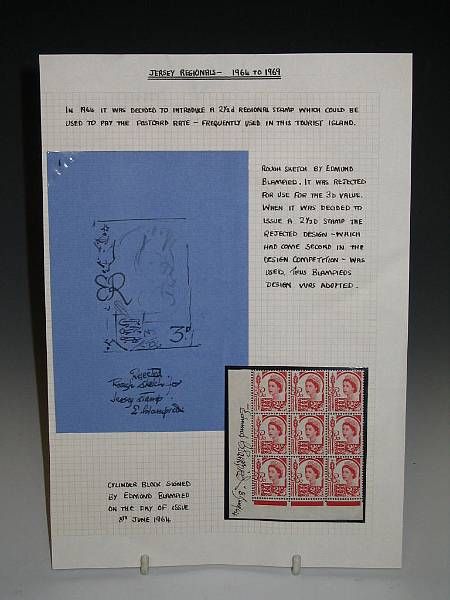 JERSEY REGIONALS - 1964 TO 1969
IN 1964 IT WAS DECIDED TO INTRODUCE A 2½d REGIONAL STAMP WHICH COULD BE
USED TO PAY THE POSTCARD RATE - FREQUENTLY USED IN THIS TOURIST ISLAND.
ROUGH SKETCH BY EDMOND
BLAMPIED. IT WAS REJECTED
FOR USE FOR THE 3D VALUE.
WHEN IT WAS DECIDED TO
ISSUE A 2½D STAMP THE
REJECTED DESIGN - WHICH
HAD COME SECOND IN THE
DESIGN COMPETITION - WAS
USED. THUS BLAMPIEDS
DESIGN WAS ADOPTED.
3d
Rough sketch for
Jersey stamp.
E Blampied
Edmund Blampied
CYLINDER BLOCK SIGNED
BY EDMUND BLAMPIED
ON THE DAY OF ISSUE
JUNE 1964